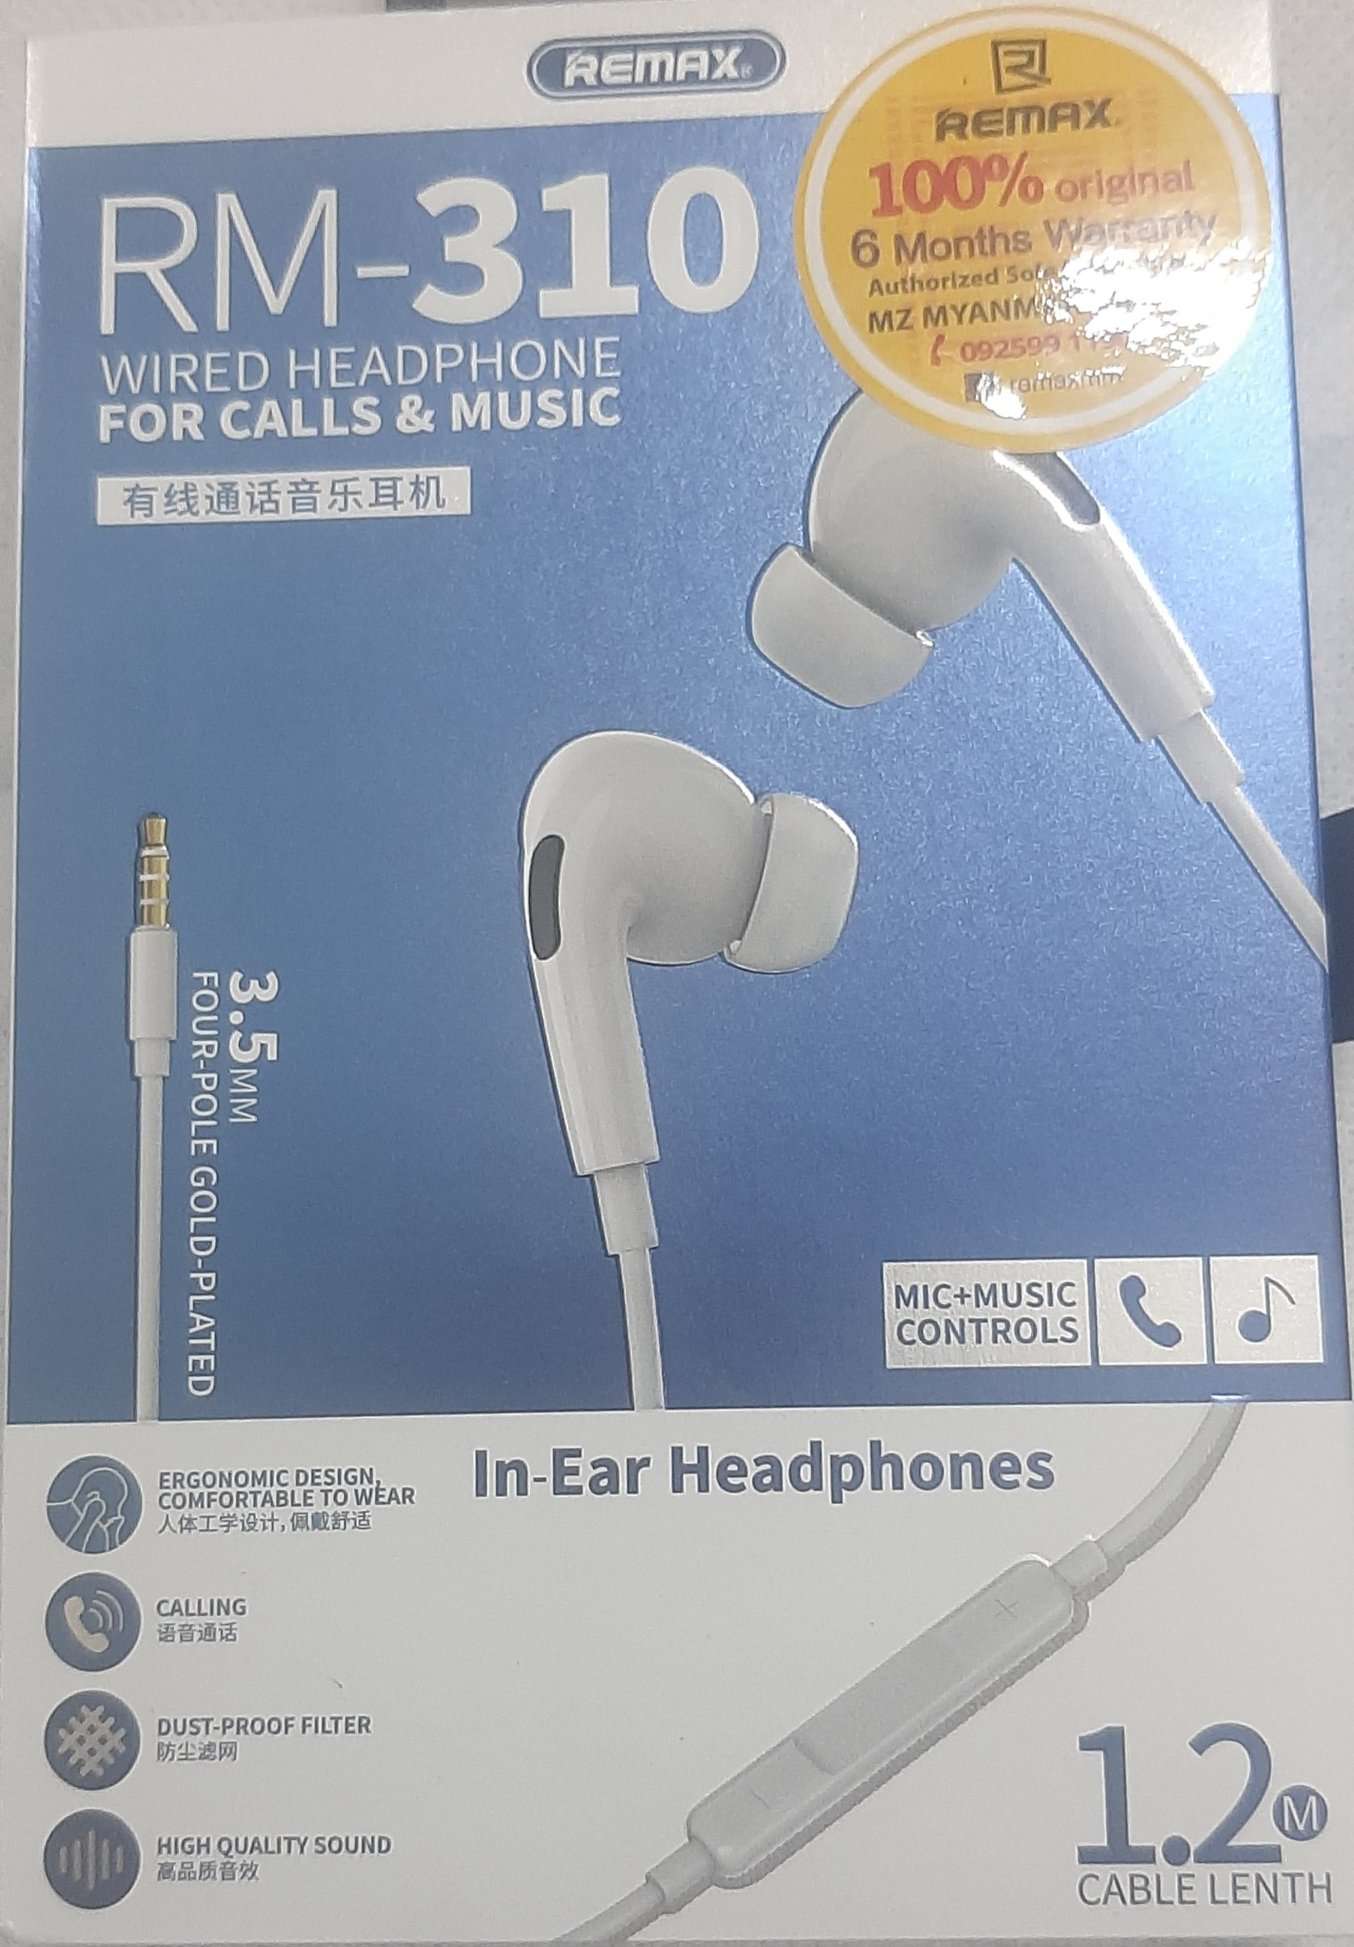 REMAX
REMAX
100% original
6 Months Warranty
Authorized
MZ
RM-310
WIRED HEADPHONE
FOR CALLS & MUSIC
有线通话音乐耳机
3.5MM
FOUR-POLE GOLD-PLATED
MIC+MUSIC
CONTROLS
In-Ear Headphones
ERGONOMIC DESIGN,
COMFORTABLE TO WEAR
人体工学设计,佩戴舒适
CALLING
语音通话
DUST-PROOF FILTER
防尘滤网
HIGH QUALITY SOUND
高品质音效
+
1.2M
CABLE LENTH